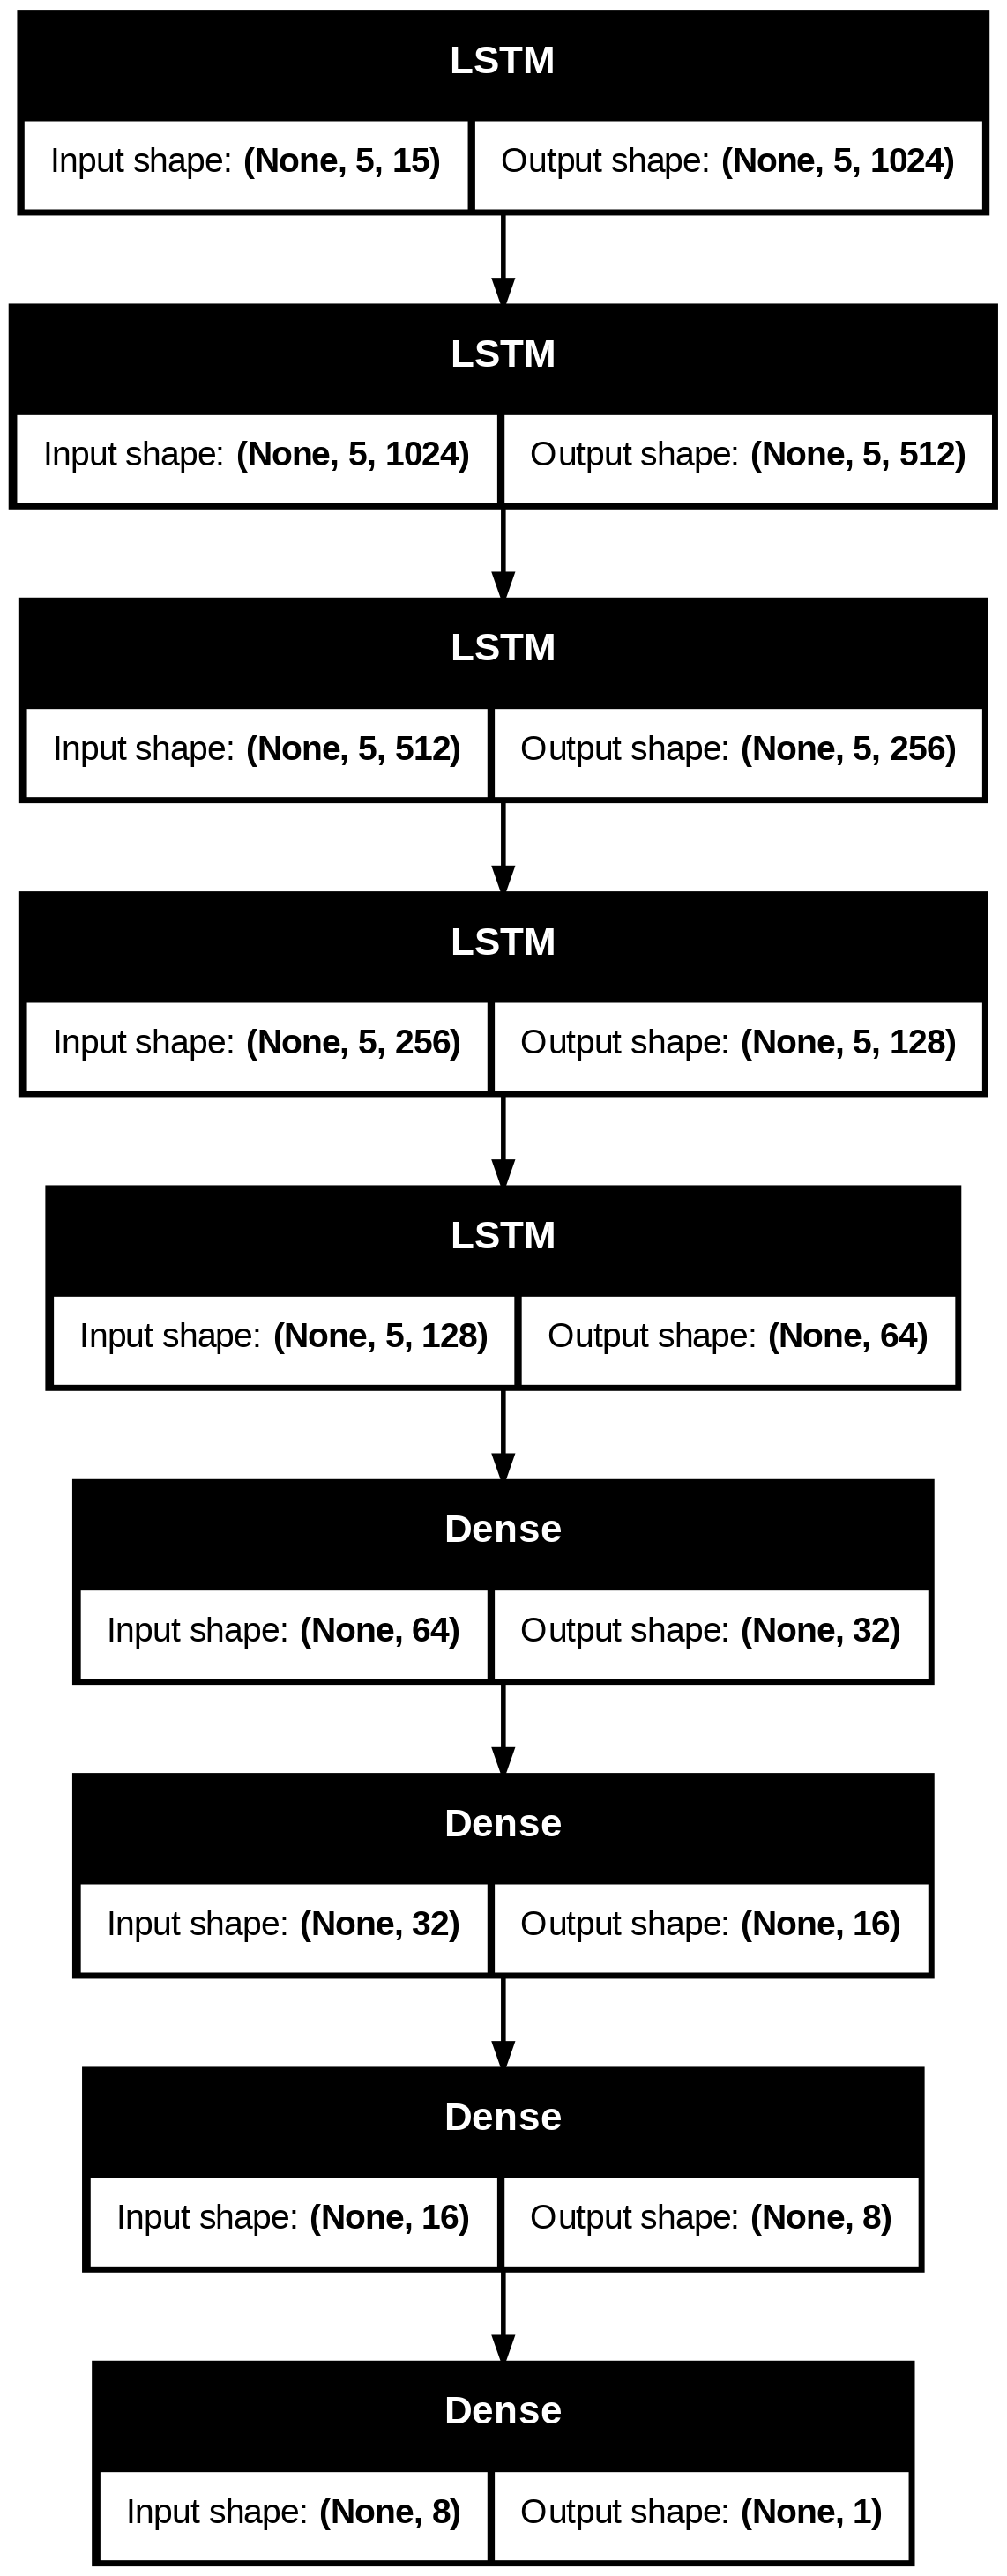 LSTM
Input shape: (None, 5, 15) Output shape: (None, 5, 1024)
LSTM
Input shape: (None, 5, 1024) Output shape: (None, 5, 512)
LSTM
Input shape: (None, 5, 512) Output shape: (None, 5, 256)
LSTM
Input shape: (None, 5, 256) Output shape: (None, 5, 128)
LSTM
Input shape: (None, 5, 128) Output shape: (None, 64)
Dense
Input shape: (None, 64) Output shape: (None, 32)
Dense
Input shape: (None, 32) Output shape: (None, 16)
Dense
Input shape: (None, 16) Output shape: (None, 8)
Dense
Input shape: (None, 8) Output shape: (None, 1)